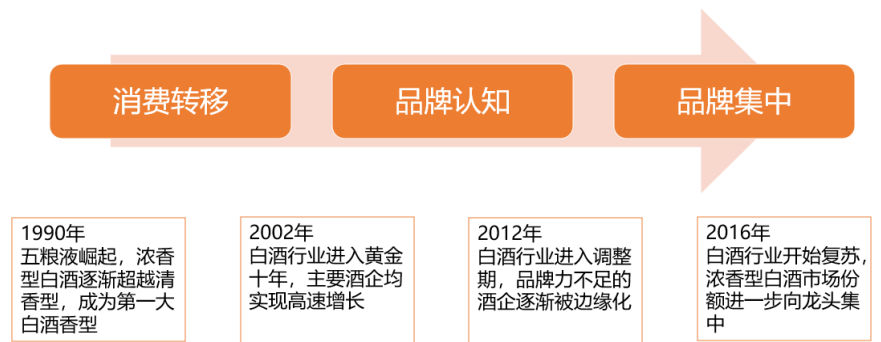 消费转移
品牌认知
品牌集中
1990年
五粮液崛起，浓香
型白酒逐渐超越清
香型，成为第一大
白酒香型
2002年
白酒行业进入黄金
十年，主要酒企均
实现高速增长
2012年
白酒行业进入调整
期，品牌力不足的
酒企逐渐被边缘化
2016年
白酒行业开始复苏，
浓香型白酒市场份
额进一步向龙头集
中